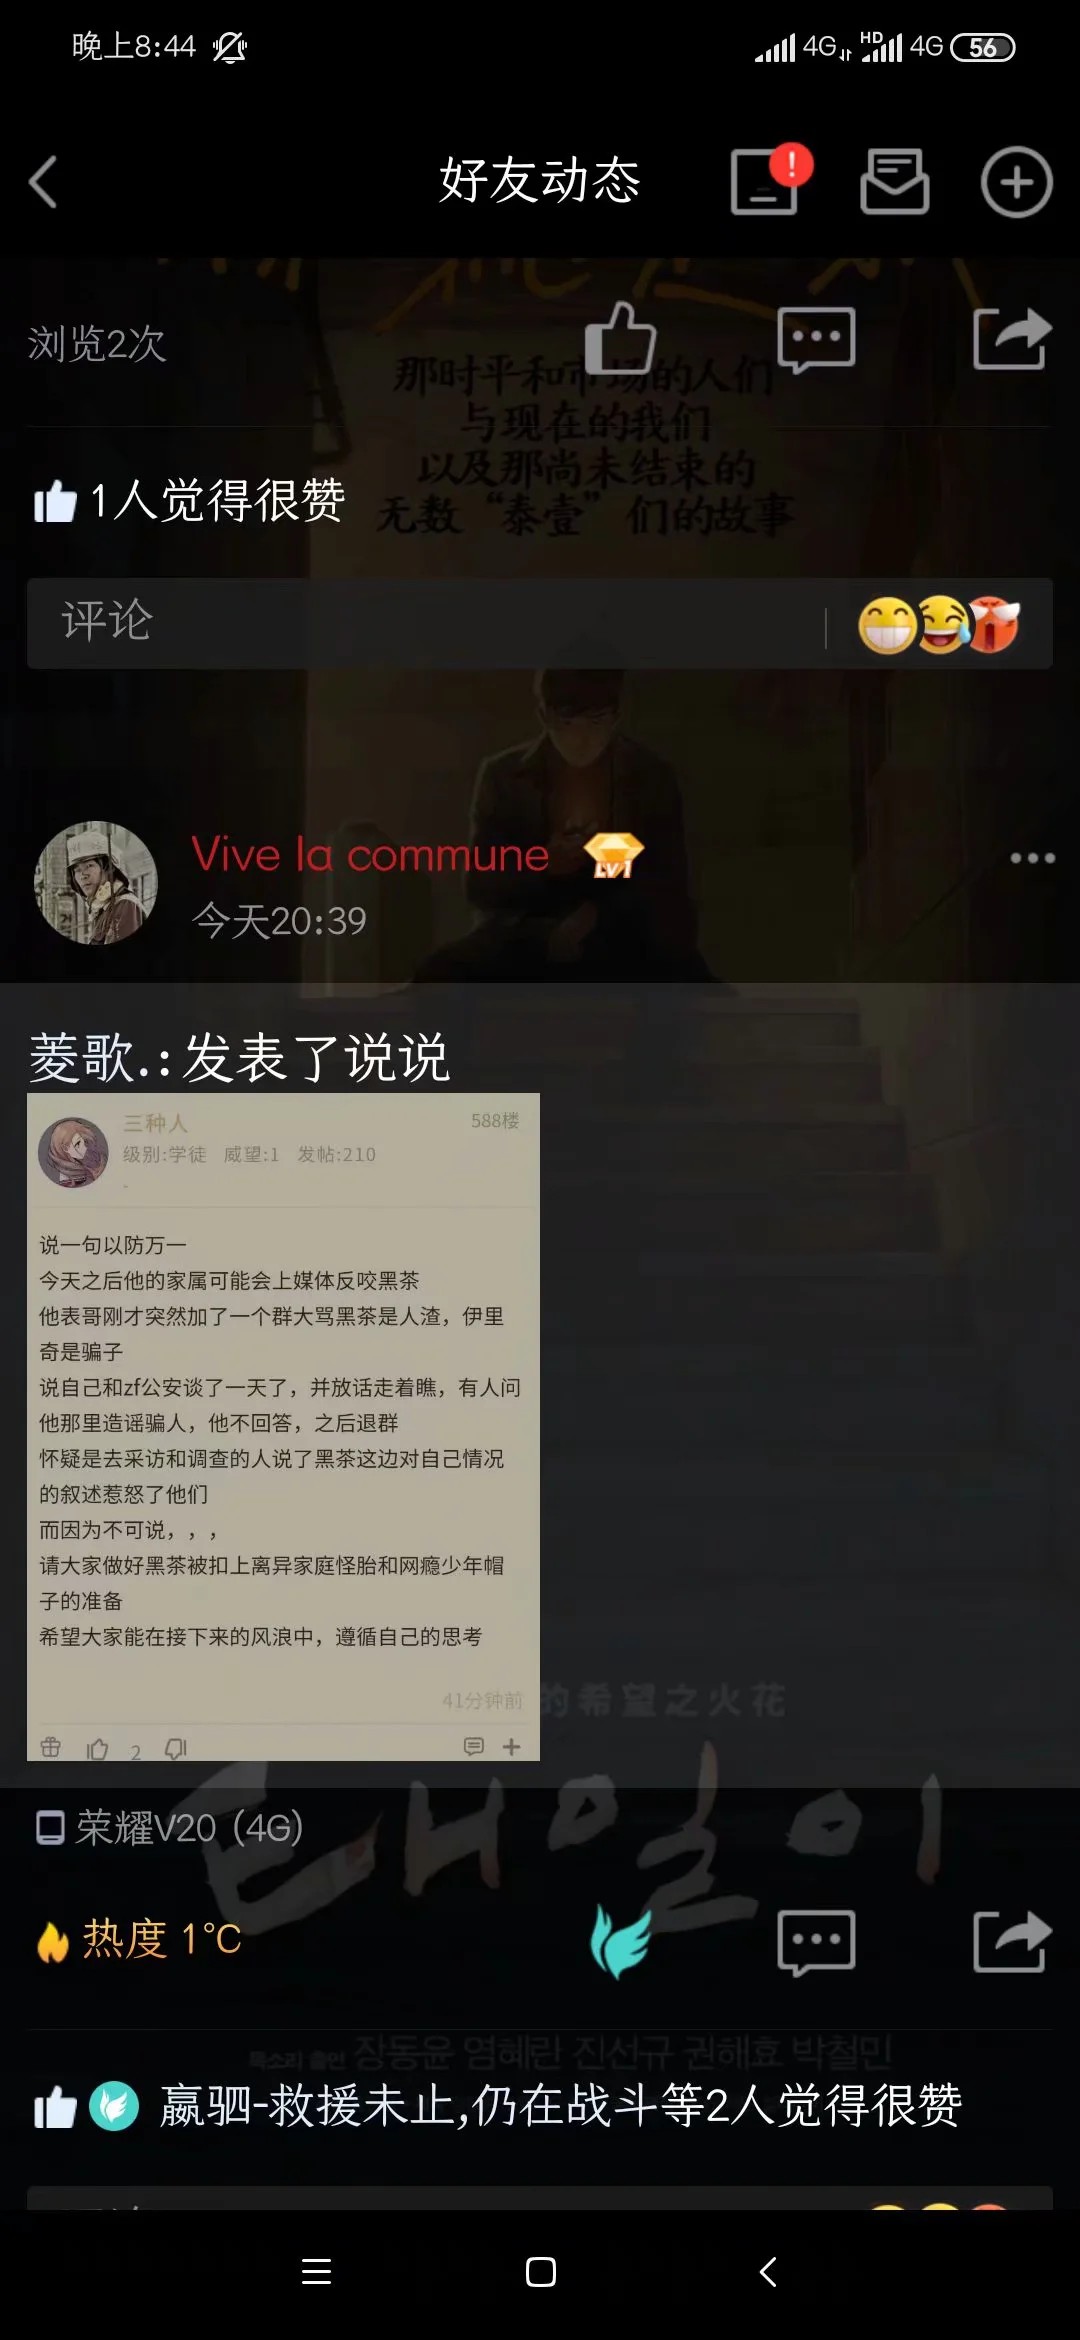 晚上8:44
4G
HD
4G
56
好友动态
浏览2次
那时平和市场的人们
与现在的我们
以及那尚未结束的
无数“泰壹”们的故事
1人觉得很赞
评论
Vive la commune
LV1
今天20:39
菱歌.:发表了说说
三种人
588楼
级别:学徒 威望:1 发帖:210
说一句以防万一
今天之后他的家属可能会上媒体反咬黑茶
他表哥刚才突然加了一个群大骂黑茶是人渣，伊里
奇是骗子
说自己和zf公安谈了一天了，并放话走着瞧，有人问
他那里造谣骗人，他不回答，之后退群
怀疑是去采访和调查的人说了黑茶这边对自己情况
的叙述惹怒了他们
而因为不可说，，，
请大家做好黑茶被扣上离异家庭怪胎和网瘾少年帽
子的准备
希望大家能在接下来的风浪中，遵循自己的思考
41分钟前
的希望之火花
2
태일이
荣耀V20 (4G)
热度 1℃
목소리 출연 장동윤 염혜란 진선규 권해효 박철민
嬴驷-救援未止,仍在战斗等2人觉得很赞